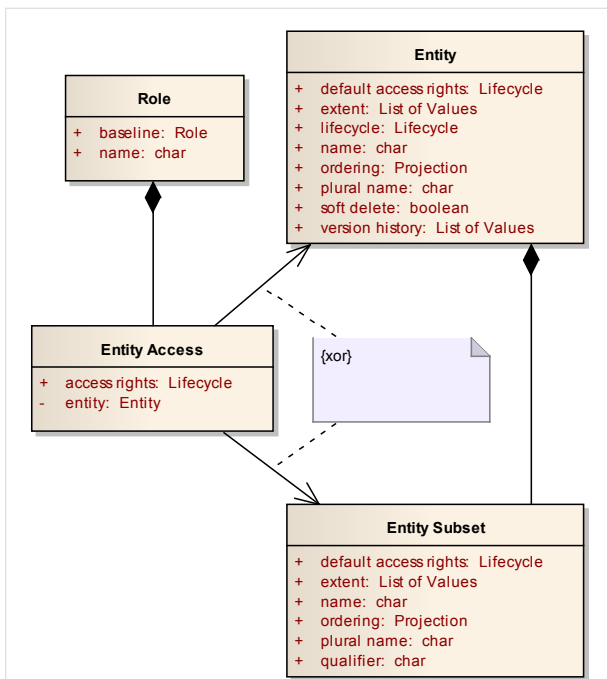 Entity
+ default access rights: Lifecycle
+ extent: List of Values
+ lifecycle: Lifecycle
+ name: char
+ ordering: Projection
+ plural name: char
+ soft delete: boolean
+ version history: List of Values
Role
+ baseline: Role
+ name: char
Entity Access
+ access rights: Lifecycle
- entity: Entity
{xor}
Entity Subset
+ default access rights: Lifecycle
+ extent: List of Values
+ name: char
+ ordering: Projection
+ plural name: char
+ qualifier: char